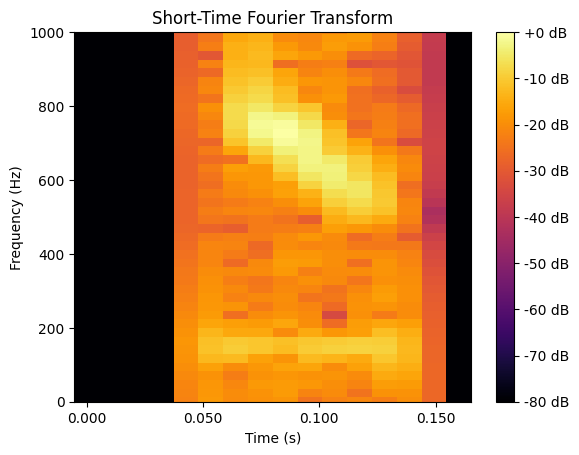 Short-Time Fourier Transform
1000
800
600
400
200
0
Frequency (Hz)
0.000
0.050
0.100
0.150
Time (s)
+0 dB
-10 dB
-20 dB
-30 dB
-40 dB
-50 dB
-60 dB
-70 dB
-80 dB